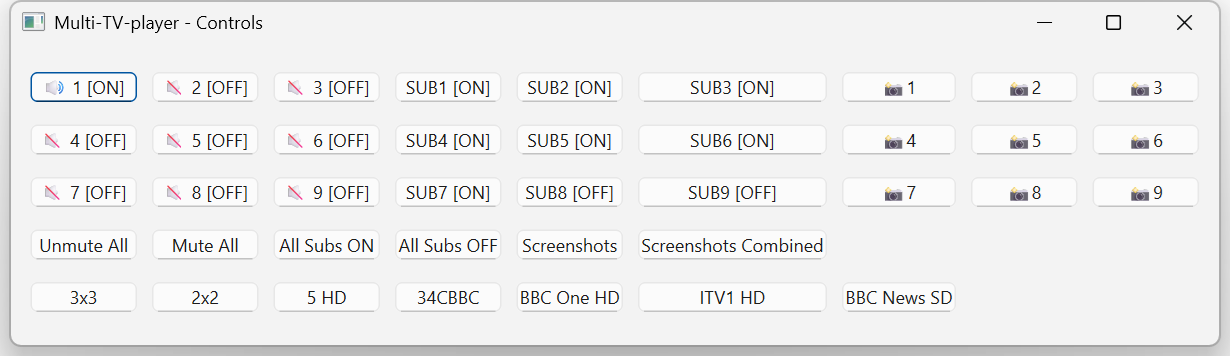 Multi-TV-player - Controls
1 [ON] 2 [OFF] 3 [OFF] SUB1 [ON] SUB2 [ON] SUB3 [ON] 1 2 3
4 [OFF] 5 [OFF] 6 [OFF] SUB4 [ON] SUB5 [ON] SUB6 [ON] 4 5 6
7 [OFF] 8 [OFF] 9 [OFF] SUB7 [ON] SUB8 [OFF] SUB9 [OFF] 7 8 9
Unmute All Mute All All Subs ON All Subs OFF Screenshots Screenshots Combined
3x3 2x2 5 HD 34CBBC BBC One HD ITV1 HD BBC News SD